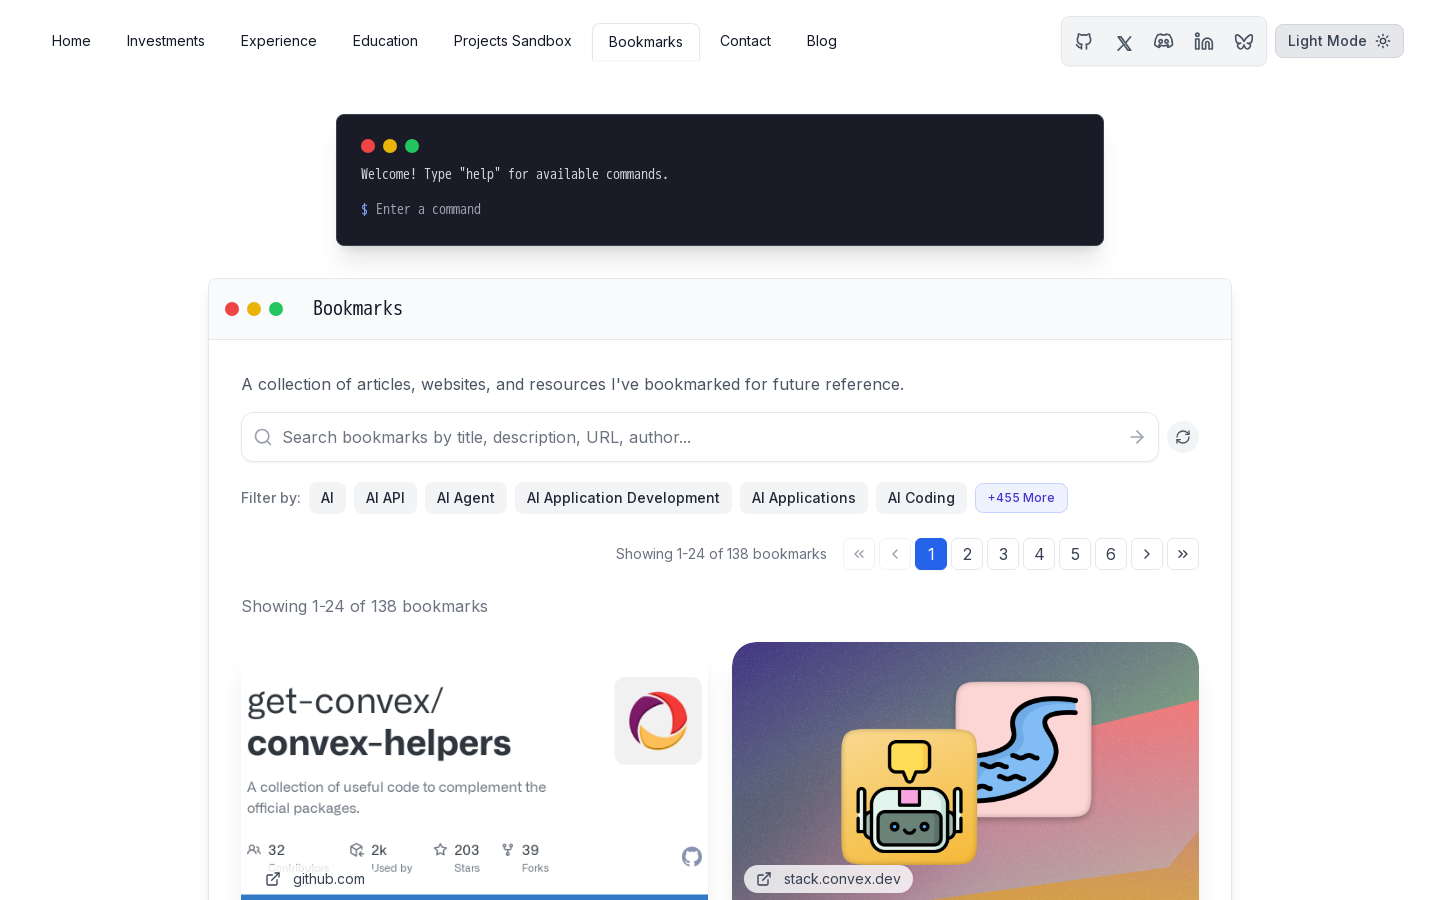 Home Investments Experience Education Projects Sandbox Bookmarks Contact Blog Light Mode
Welcome! Type "help" for available commands.
$ Enter a command
Bookmarks
A collection of articles, websites, and resources I've bookmarked for future reference.
Search bookmarks by title, description, URL, author...
Filter by: AI AI API AI Agent AI Application Development AI Applications AI Coding +455 More
Showing 1-24 of 138 bookmarks « ‹ 1 2 3 4 5 6 › »
Showing 1-24 of 138 bookmarks
get-convex/
convex-helpers
A collection of useful code to complement the
official packages.
32 2k 203 39
Contributors Used by Stars Forks
github.com
stack.convex.dev